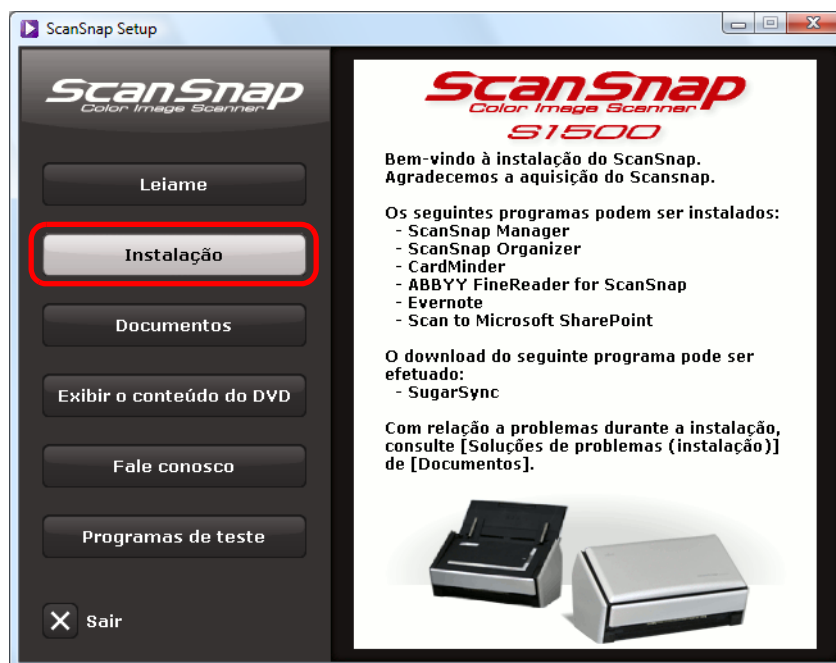 ScanSnap Setup
ScanSnap
Color Image Scanner
Leiame
Instalação
Documentos
Exibir o conteúdo do DVD
Fale conosco
Programas de teste
Sair
ScanSnap
Color Image Scanner
S1500
Bem-vindo à instalação do ScanSnap.
Agradecemos a aquisição do Scansnap.
Os seguintes programas podem ser instalados:
- ScanSnap Manager
- ScanSnap Organizer
- CardMinder
- ABBYY FineReader for ScanSnap
- Evernote
- Scan to Microsoft SharePoint
O download do seguinte programa pode ser
efetuado:
- SugarSync
Com relação a problemas durante a instalação,
consulte [Soluções de problemas (instalação)]
de [Documentos].